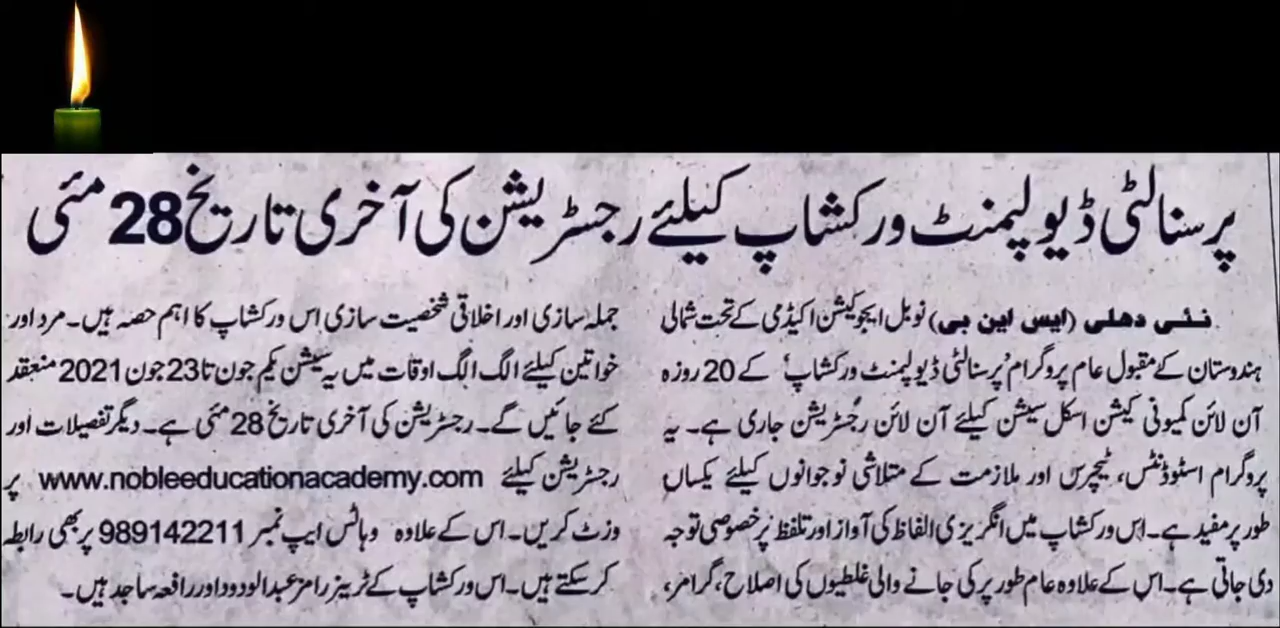 پرسنالٹی ڈیولپمنٹ ورکشاپ کیلئے رجسٹریشن کی آخری تاریخ 28 مئی
نئی دهلی (ایس این بی) نوبل ایجوکیشن اکیڈمی کے تحت شمالی
ہندوستان کے مقبول عام پروگرام ’پرسنالٹی ڈیولپمنٹ ورکشاپ‘ کے 20 روزہ
آن لائن کمیونی کیشن اسکل سیشن کیلئے آن لائن رجسٹریشن جاری ہے۔ یہ
پروگرام اسٹوڈنٹس، ٹیچرس اور ملازمت کے متلاشی نوجوانوں کیلئے یکساں
طور پر مفید ہے۔ اس ورکشاپ میں انگریزی الفاظ کی آواز اور تلفظ پر خصوصی توجہ
دی جاتی ہے۔ اس کے علاوہ عام طور پر کی جانے والی غلطیوں کی اصلاح، گرامر،
جملہ سازی اور اخلاقی شخصیت سازی اس ورکشاپ کا اہم حصہ ہیں۔ مرد اور
خواتین کیلئے الگ الگ اوقات میں یہ سیشن یکم جون تا 23 جون 2021 منعقد
کئے جائیں گے۔ رجسٹریشن کی آخری تاریخ 28 مئی ہے۔ دیگر تفصیلات اور
رجسٹریشن کیلئے www.nobleeducationacademy.com پر
وزٹ کریں۔ اس کے علاوہ وہاٹس ایپ نمبر 989142211 پر بھی رابطہ
کر سکتے ہیں۔ اس ورکشاپ کے ٹرینر رامز عبدالودود اور رافعہ ساجد ہیں۔